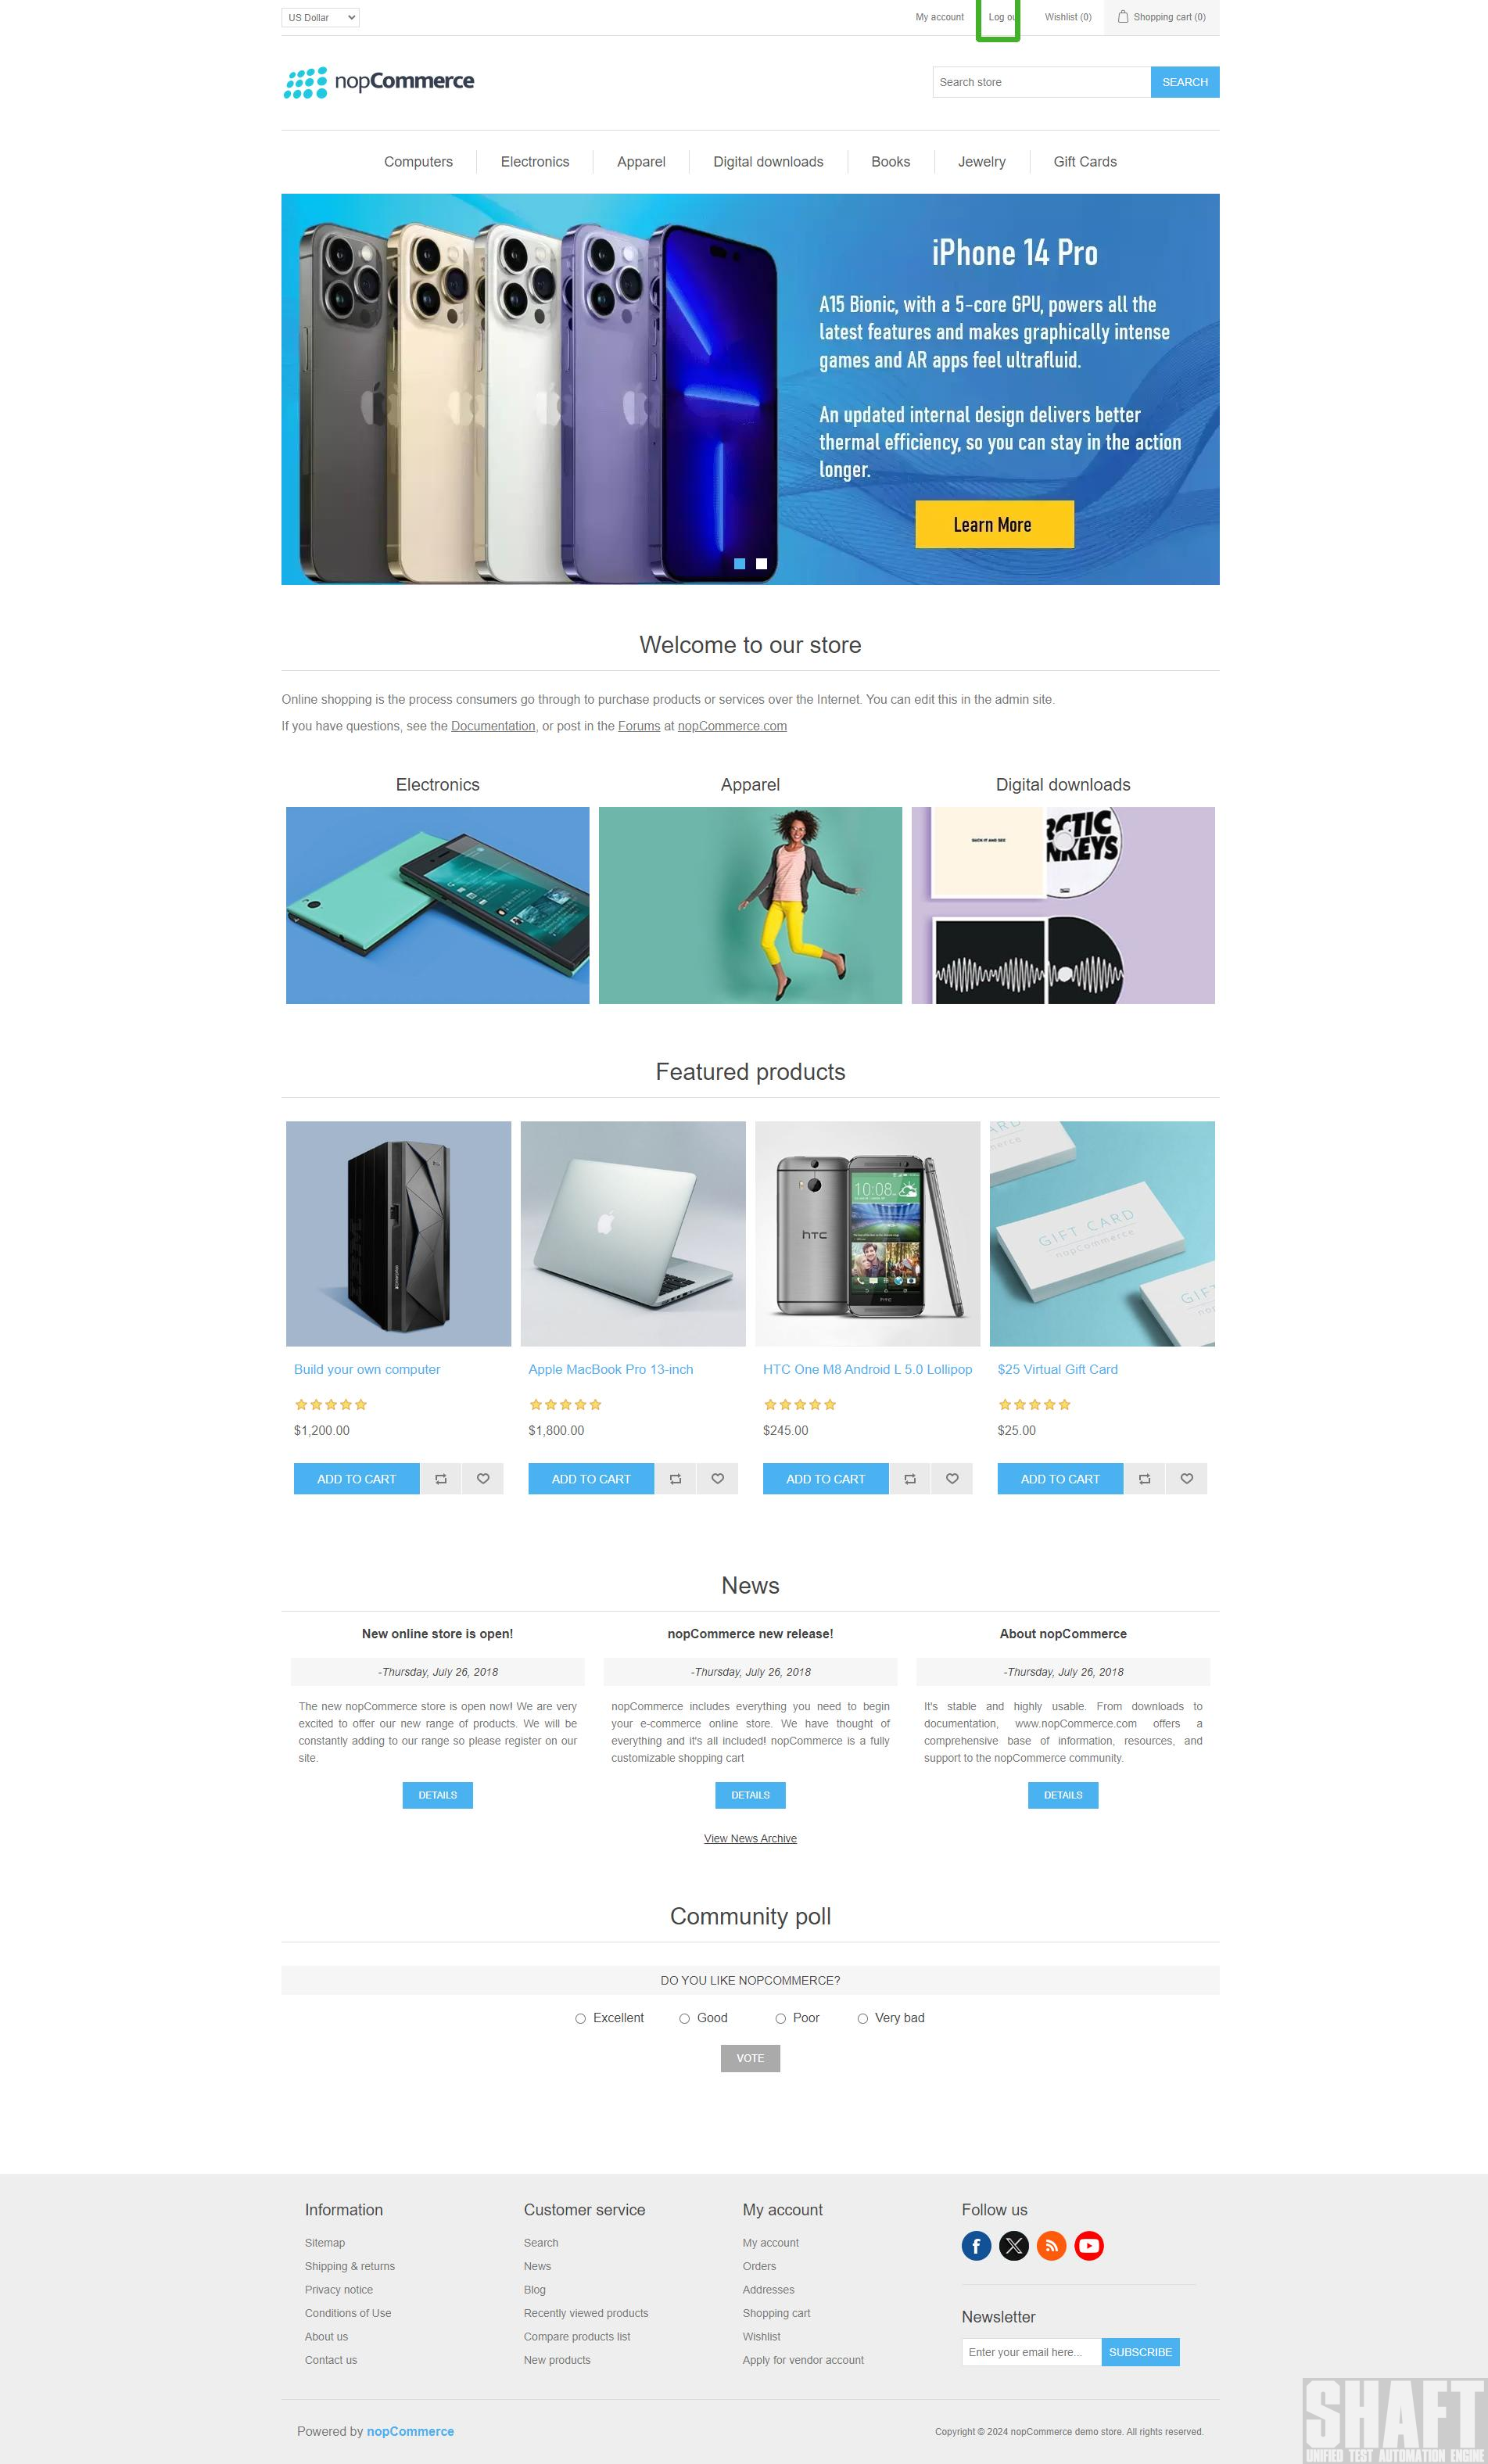 US Dollar
My account
Log ou
Wishlist (0)
Shopping cart (0)
nopCommerce
Search store
SEARCH
Computers
Electronics
Apparel
Digital downloads
Books
Jewelry
Gift Cards
iPhone 14 Pro
A15 Bionic, with a 5-core GPU, powers all the
latest features and makes graphically intense
games and AR apps feel ultrafluid.
An updated internal design delivers better
thermal efficiency, so you can stay in the action
longer.
Learn More
Welcome to our store
Online shopping is the process consumers go through to purchase products or services over the Internet. You can edit this in the admin site.
If you have questions, see the Documentation, or post in the Forums at nopCommerce.com
Electronics
Apparel
Digital downloads
SUCK IT AND SEE
RCTIC
NKEYS
Featured products
10:08
hTC
GIFT CARD
nopCommerce
GIFT
Build your own computer
$1,200.00
ADD TO CART
Apple MacBook Pro 13-inch
$1,800.00
ADD TO CART
HTC One M8 Android L 5.0 Lollipop
$245.00
ADD TO CART
$25 Virtual Gift Card
$25.00
ADD TO CART
News
New online store is open!
-Thursday, July 26, 2018
The new nopCommerce store is open now! We are very
excited to offer our new range of products. We will be
constantly adding to our range so please register on our
site.
DETAILS
nopCommerce new release!
-Thursday, July 26, 2018
nopCommerce includes everything you need to begin
your e-commerce online store. We have thought of
everything and it's all included! nopCommerce is a fully
customizable shopping cart
DETAILS
About nopCommerce
-Thursday, July 26, 2018
It's stable and highly usable. From downloads to
documentation, www.nopCommerce.com offers a
comprehensive base of information, resources, and
support to the nopCommerce community.
DETAILS
View News Archive
Community poll
DO YOU LIKE NOPCOMMERCE?
Excellent
Good
Poor
Very bad
VOTE
Information
Sitemap
Shipping & returns
Privacy notice
Conditions of Use
About us
Contact us
Customer service
Search
News
Blog
Recently viewed products
Compare products list
New products
My account
My account
Orders
Addresses
Shopping cart
Wishlist
Apply for vendor account
Follow us
Newsletter
Enter your email here...
SUBSCRIBE
Powered by nopCommerce
Copyright © 2024 nopCommerce demo store. All rights reserved.
SHAFT
UNIFIED TEST AUTOMATION ENGINE